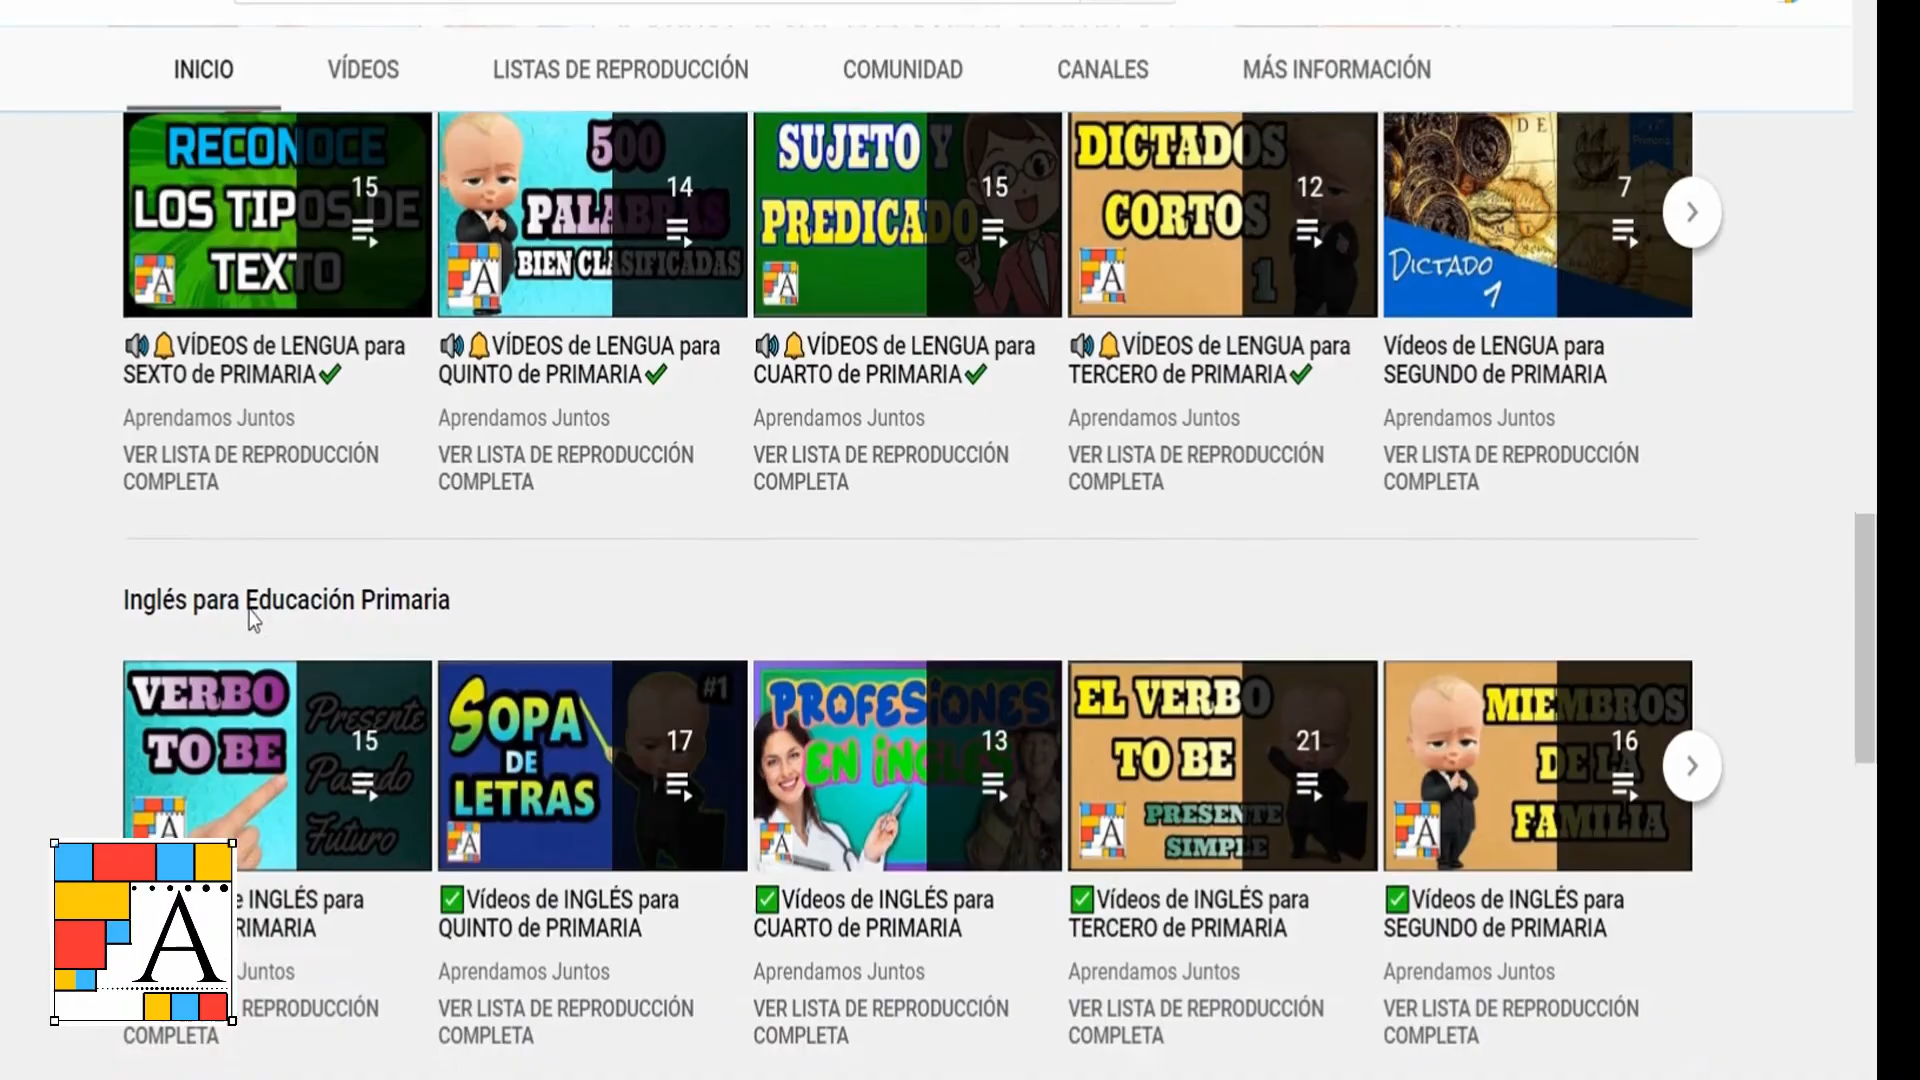 INICIO VÍDEOS LISTAS DE REPRODUCCIÓN COMUNIDAD CANALES MÁS INFORMACIÓN
RECONOCE
LOS TIPOS DE
TEXTO
15
500
PALABRAS
BIEN CLASIFICADAS
A
14
SUJETO Y
PREDICADO
A
15
DICTADOS
CORTOS
1
A
12
DICTADO
1
7
🔊🔔VÍDEOS de LENGUA para
SEXTO de PRIMARIA✔
Aprendamos Juntos
VER LISTA DE REPRODUCCIÓN
COMPLETA
🔊🔔VÍDEOS de LENGUA para
QUINTO de PRIMARIA✔
Aprendamos Juntos
VER LISTA DE REPRODUCCIÓN
COMPLETA
🔊🔔VÍDEOS de LENGUA para
CUARTO de PRIMARIA✔
Aprendamos Juntos
VER LISTA DE REPRODUCCIÓN
COMPLETA
🔊🔔VÍDEOS de LENGUA para
TERCERO de PRIMARIA✔
Aprendamos Juntos
VER LISTA DE REPRODUCCIÓN
COMPLETA
Vídeos de LENGUA para
SEGUNDO de PRIMARIA
Aprendamos Juntos
VER LISTA DE REPRODUCCIÓN
COMPLETA
Inglés para Educación Primaria
VERBO
TO BE
Presente
Pasado
Futuro
A
15
SOPA
DE
LETRAS
#1
A
17
PROFESIONES
EN INGLÉS
A
13
EL VERBO
TO BE
PRESENTE
SIMPLE
A
21
MIEMBROS
DE LA
FAMILIA
A
16
A
e INGLÉS para
RIMARIA
Juntos
REPRODUCCIÓN
COMPLETA
✅Vídeos de INGLÉS para
QUINTO de PRIMARIA
Aprendamos Juntos
VER LISTA DE REPRODUCCIÓN
COMPLETA
✅Vídeos de INGLÉS para
CUARTO de PRIMARIA
Aprendamos Juntos
VER LISTA DE REPRODUCCIÓN
COMPLETA
✅Vídeos de INGLÉS para
TERCERO de PRIMARIA
Aprendamos Juntos
VER LISTA DE REPRODUCCIÓN
COMPLETA
✅Vídeos de INGLÉS para
SEGUNDO de PRIMARIA
Aprendamos Juntos
VER LISTA DE REPRODUCCIÓN
COMPLETA